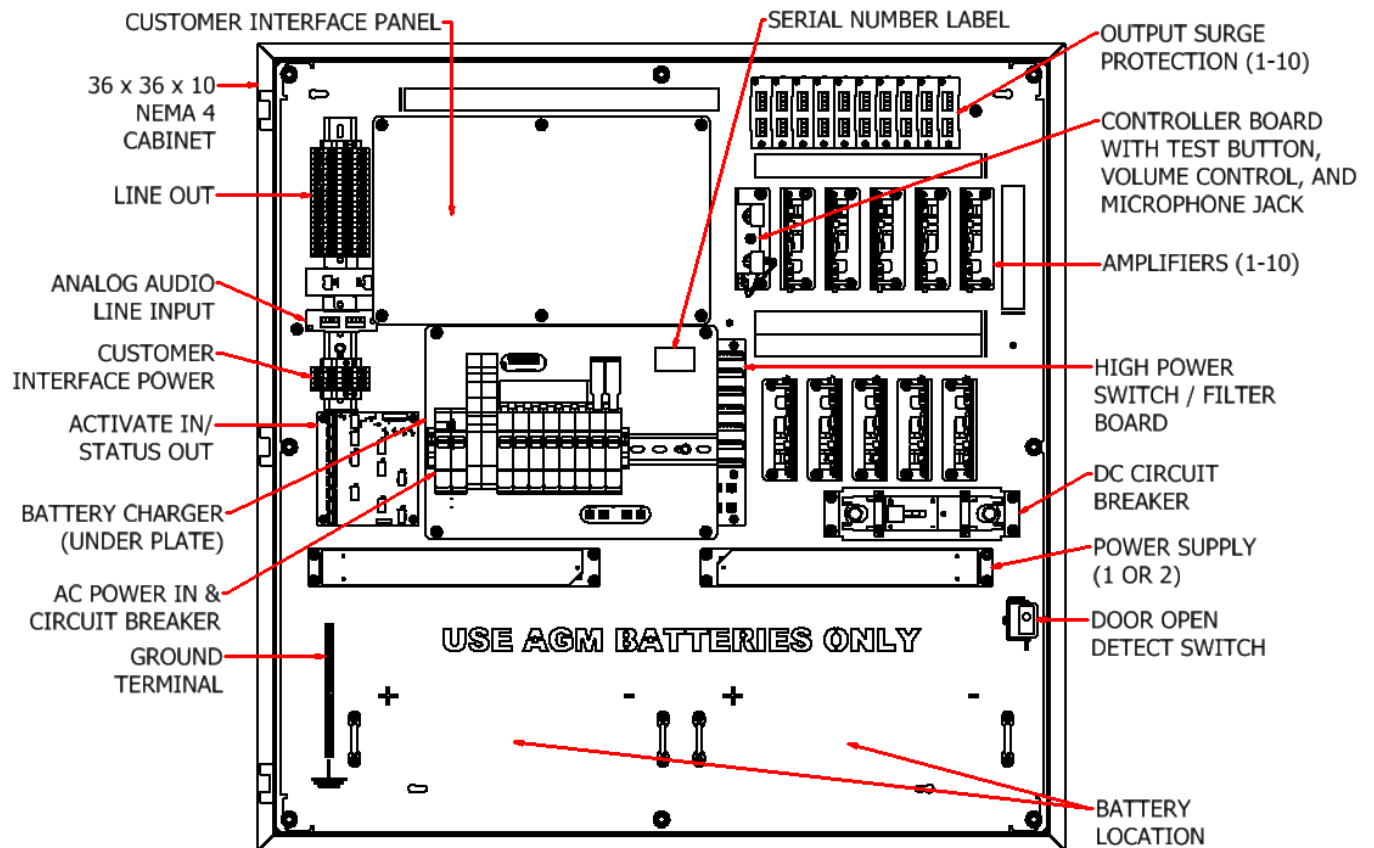 CUSTOMER INTERFACE PANEL
SERIAL NUMBER LABEL
36 x 36 x 10
NEMA 4
CABINET
LINE OUT
ANALOG AUDIO
LINE INPUT
CUSTOMER
INTERFACE POWER
ACTIVATE IN/
STATUS OUT
BATTERY CHARGER
(UNDER PLATE)
AC POWER IN &
CIRCUIT BREAKER
GROUND
TERMINAL
OUTPUT SURGE
PROTECTION (1-10)
CONTROLLER BOARD
WITH TEST BUTTON,
VOLUME CONTROL, AND
MICROPHONE JACK
AMPLIFIERS (1-10)
HIGH POWER
SWITCH / FILTER
BOARD
DC CIRCUIT
BREAKER
POWER SUPPLY
(1 OR 2)
DOOR OPEN
DETECT SWITCH
USE AGM BATTERIES ONLY
+ - + -
BATTERY
LOCATION